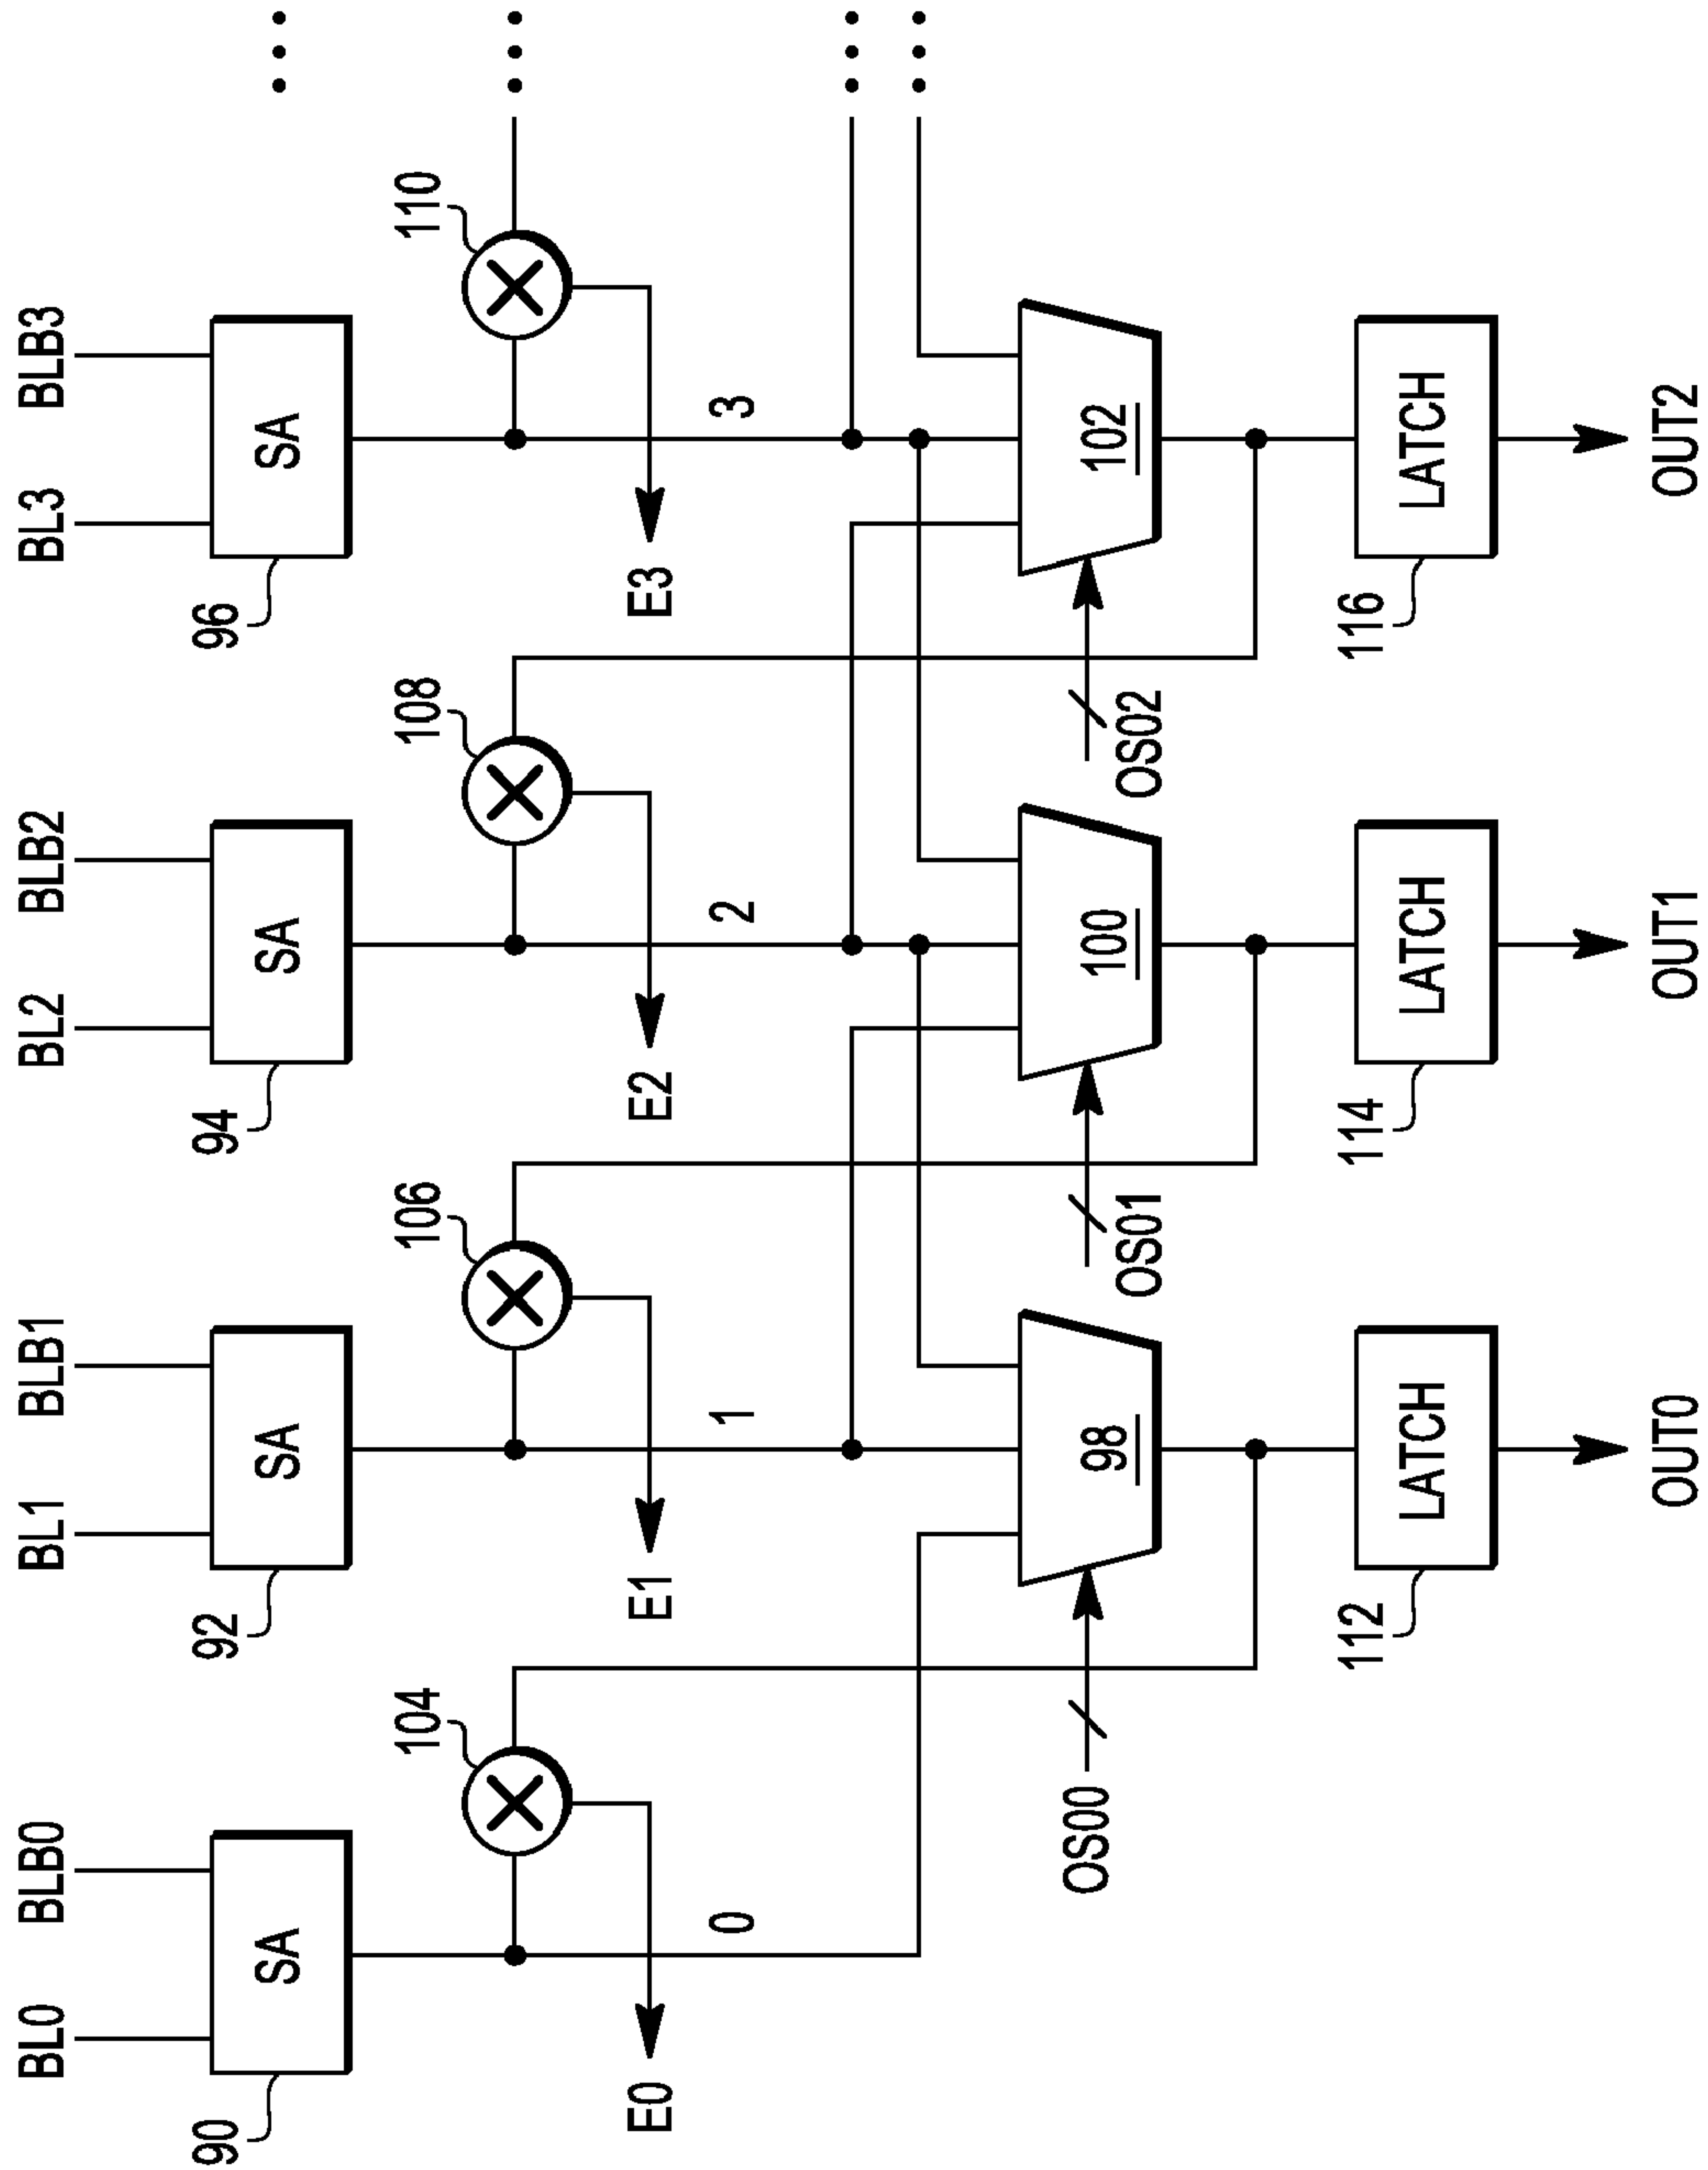 BL0 BLB0 BL1 BLB1 BL2 BLB2 BL3 BLB3
90 SA 92 SA 94 SA 96 SA
104 106 108 110
E0 E1 E2 E3
0 1 2 3
OS00 98 OS01 100 OS02 102
112 LATCH 114 LATCH 116 LATCH
OUT0 OUT1 OUT2